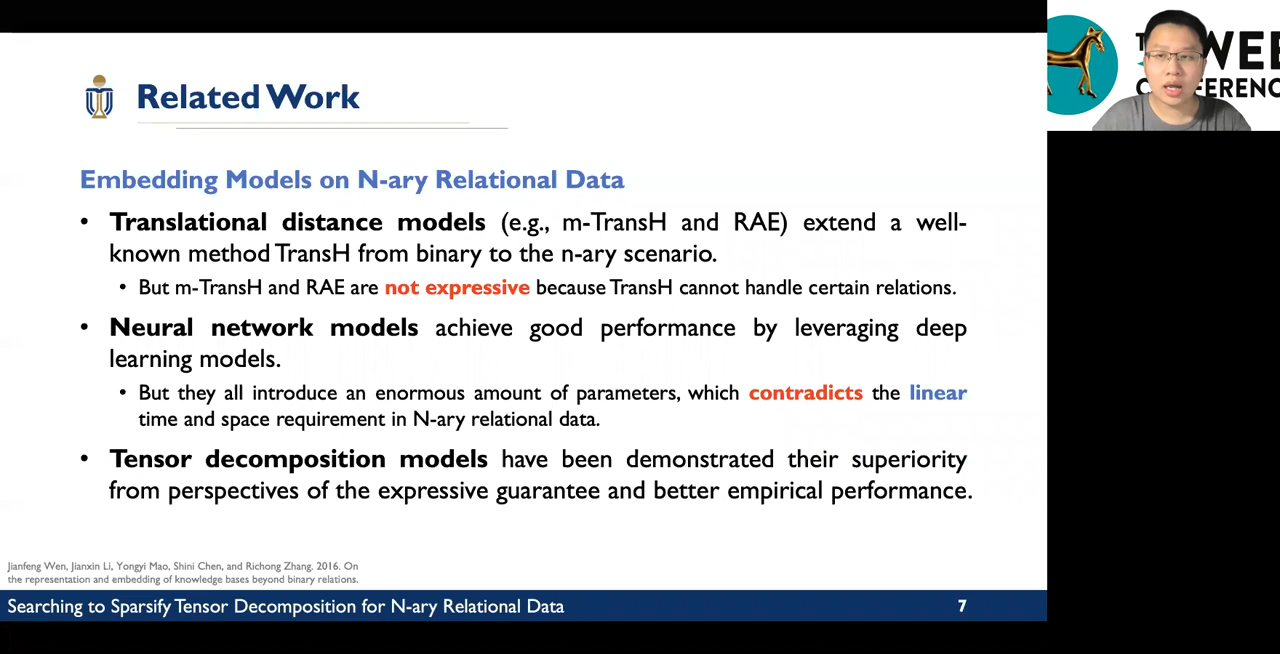 Related Work
Embedding Models on N-ary Relational Data
• Translational distance models (e.g., m-TransH and RAE) extend a well-
known method TransH from binary to the n-ary scenario.
• But m-TransH and RAE are not expressive because TransH cannot handle certain relations.
• Neural network models achieve good performance by leveraging deep
learning models.
• But they all introduce an enormous amount of parameters, which contradicts the linear
time and space requirement in N-ary relational data.
• Tensor decomposition models have been demonstrated their superiority
from perspectives of the expressive guarantee and better empirical performance.
Jianfeng Wen, Jianxin Li, Yongyi Mao, Shini Chen, and Richong Zhang. 2016. On
the representation and embedding of knowledge bases beyond binary relations.
Searching to Sparsify Tensor Decomposition for N-ary Relational Data
7